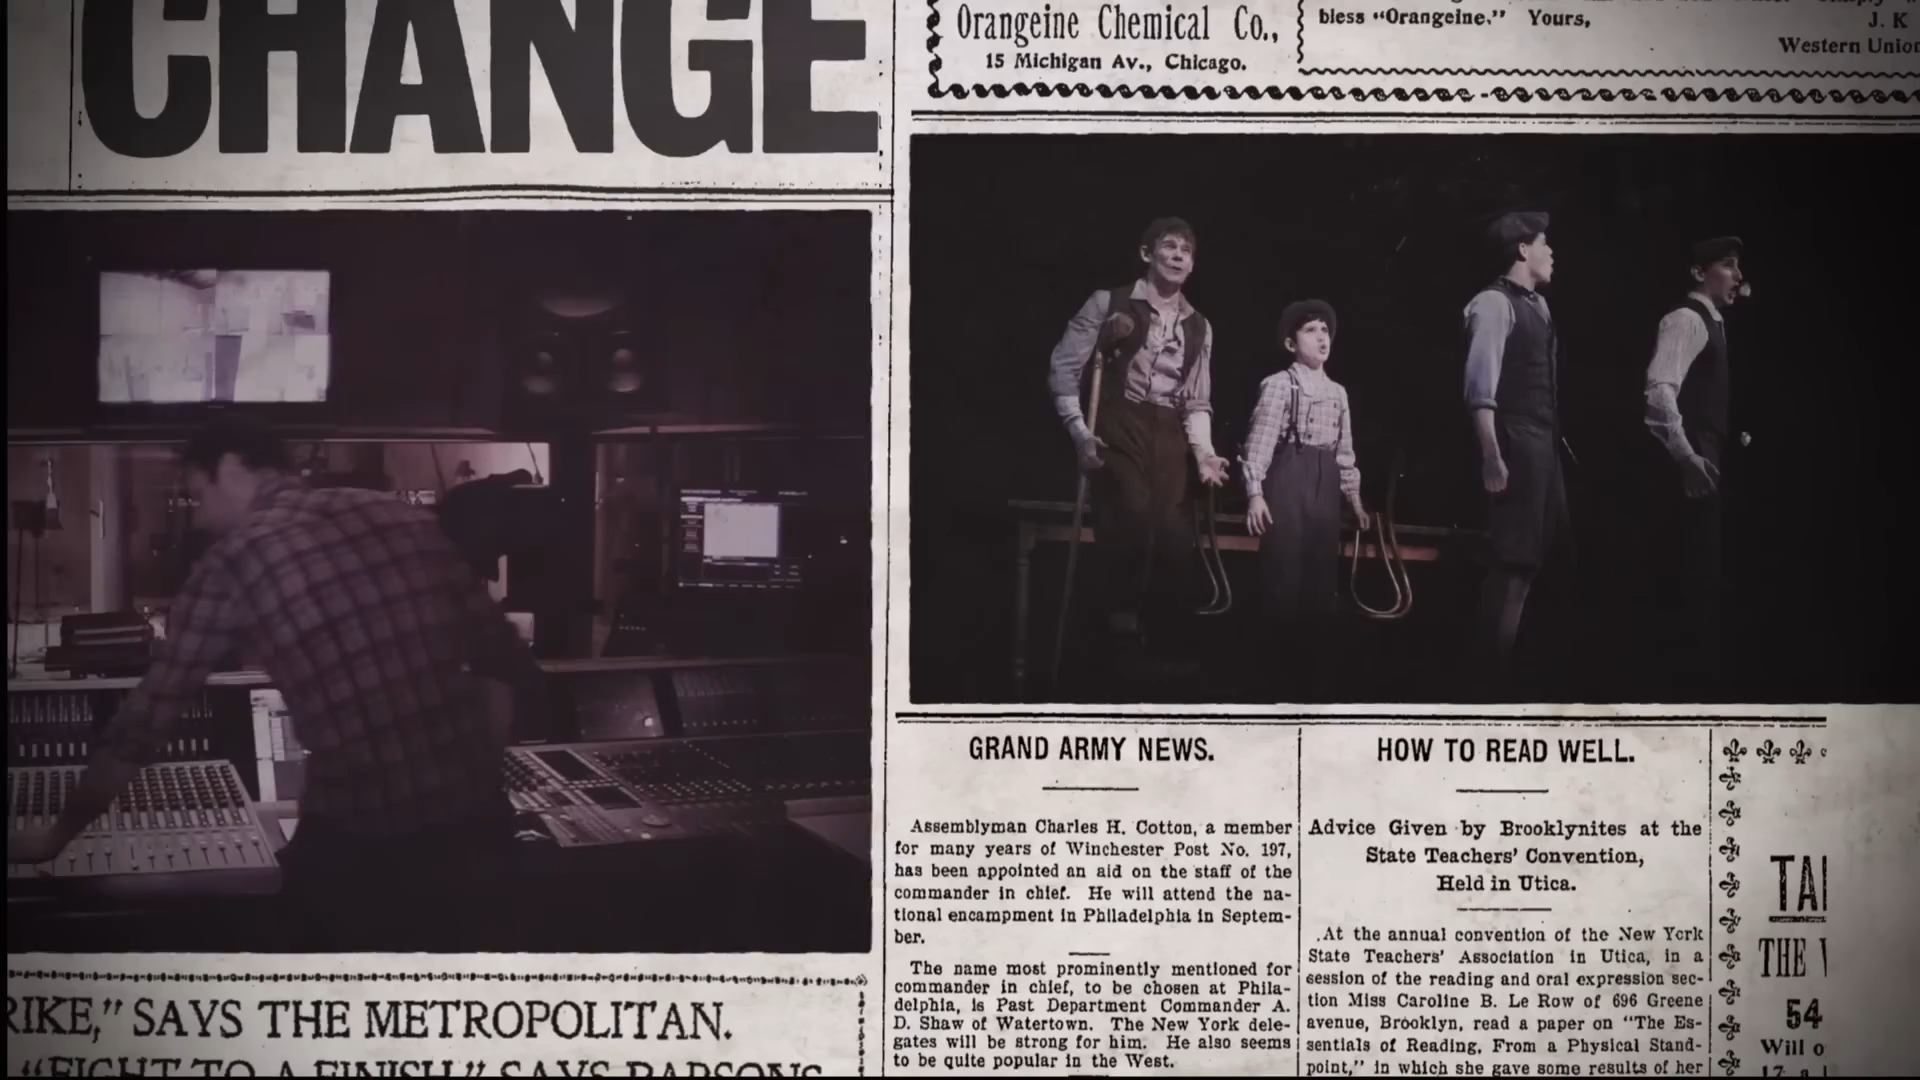 CHANGE
Orangeine Chemical Co.,
15 Michigan Av., Chicago.
bless "Orangeine." Yours,
J. K
Western Union
RIKE," SAYS THE METROPOLITAN.
"FIGHT TO A FINISH," SAYS PARSONS
GRAND ARMY NEWS.
Assemblyman Charles H. Cotton, a member
for many years of Winchester Post No. 197,
has been appointed an aid on the staff of the
commander in chief. He will attend the na-
tional encampment in Philadelphia in Septem-
ber.
The name most prominently mentioned for
commander in chief, to be chosen at Phila-
delphia, is Past Department Commander A.
D. Shaw of Watertown. The New York dele-
gates will be strong for him. He also seems
to be quite popular in the West.
HOW TO READ WELL.
Advice Given by Brooklynites at the
State Teachers' Convention,
Held in Utica.
At the annual convention of the New York
State Teachers' Association in Utica, in a
session of the reading and oral expression sec-
tion Miss Caroline B. Le Row of 696 Greene
avenue, Brooklyn, read a paper on "The Es-
sentials of Reading, From a Physical Stand-
point," in which she gave some results of her
TAI
THE
54
Will o